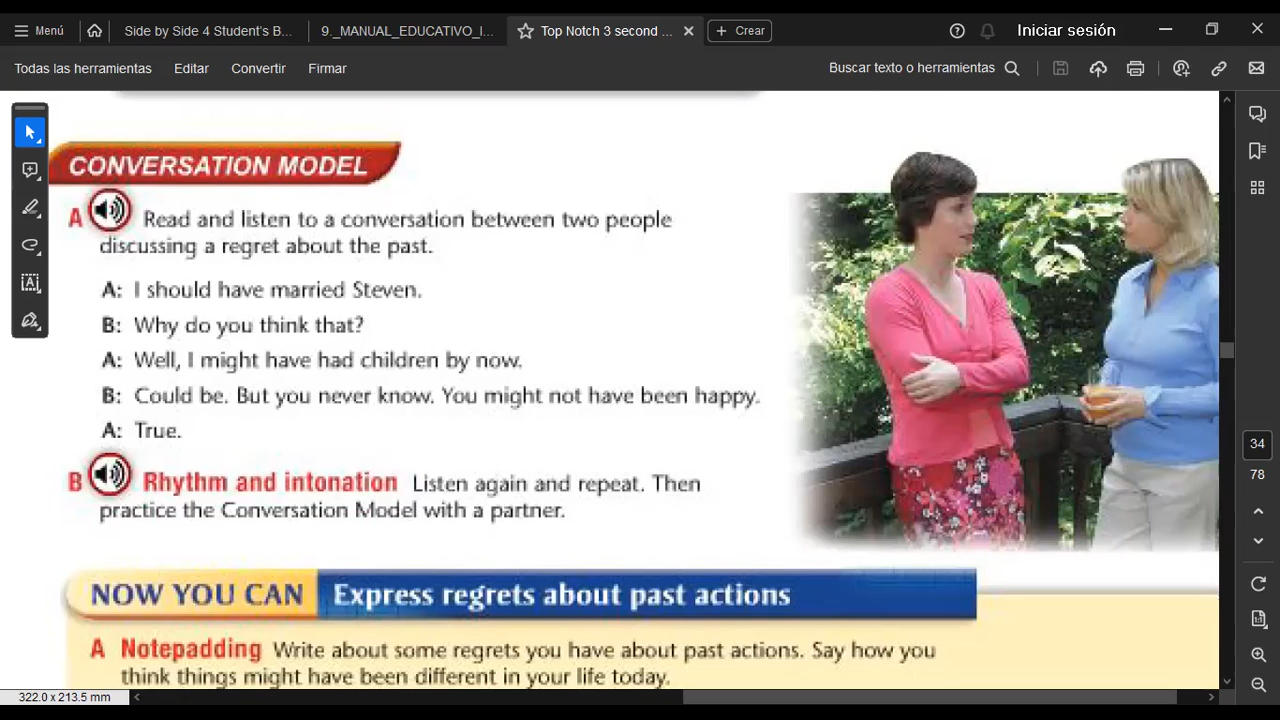 Menú
Side by Side 4 Student's B...
9._MANUAL_EDUCATIVO_I...
Top Notch 3 second ...
Crear
Iniciar sesión
Todas las herramientas
Editar
Convertir
Firmar
Buscar texto o herramientas
CONVERSATION MODEL
A Read and listen to a conversation between two people
discussing a regret about the past.
A: I should have married Steven.
B: Why do you think that?
A: Well, I might have had children by now.
B: Could be. But you never know. You might not have been happy.
A: True.
B Rhythm and intonation Listen again and repeat. Then
practice the Conversation Model with a partner.
NOW YOU CAN Express regrets about past actions
A Notepadding Write about some regrets you have about past actions. Say how you
think things might have been different in your life today.
34
78
322.0 x 213.5 mm